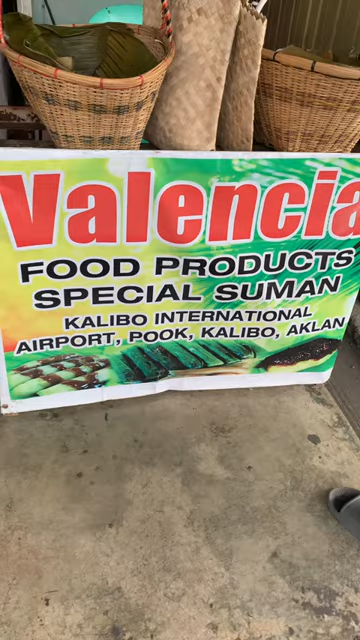 Valencia
FOOD PRODUCTS
SPECIAL SUMAN
KALIBO INTERNATIONAL
AIRPORT, POOK, KALIBO, AKLAN